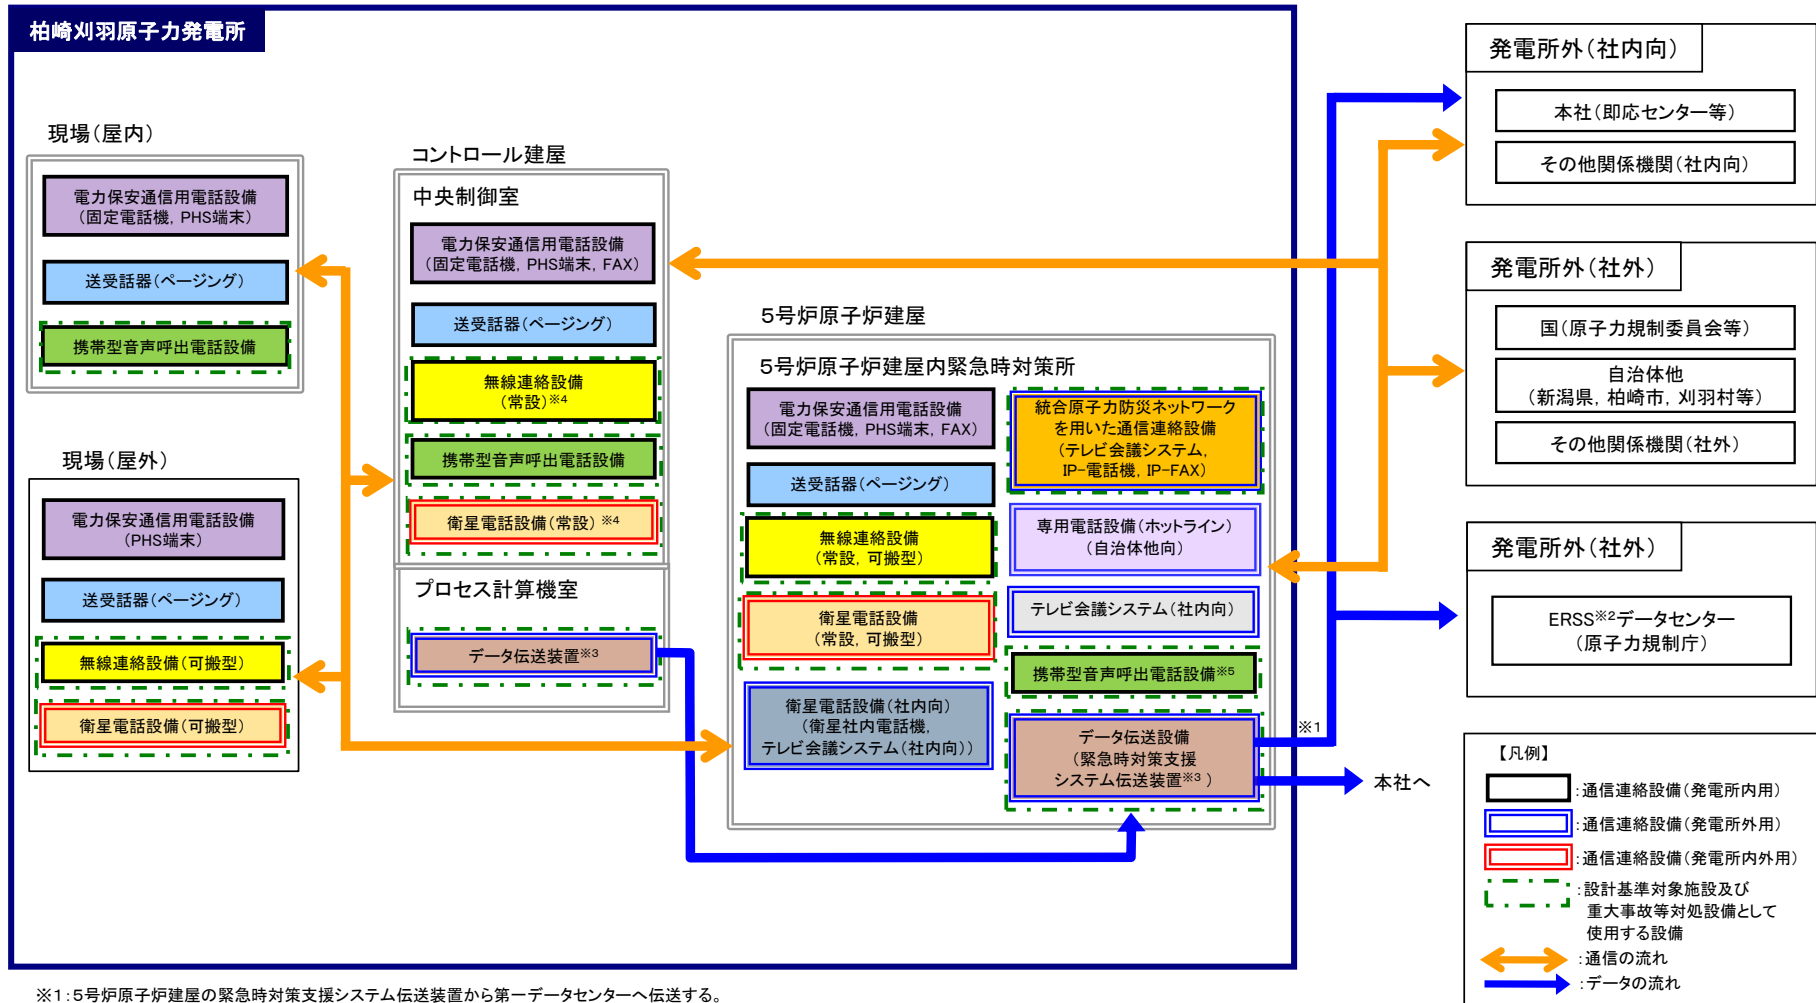 柏崎刈羽原子力発電所
現場(屋内)
電力保安通信用電話設備
(固定電話機, PHS端末)
送受話器(ページング)
携帯型音声呼出電話設備
現場(屋外)
電力保安通信用電話設備
(PHS端末)
送受話器(ページング)
無線連絡設備(可搬型)
衛星電話設備(可搬型)
コントロール建屋
中央制御室
電力保安通信用電話設備
(固定電話機, PHS端末, FAX)
送受話器(ページング)
無線連絡設備
(常設)※4
携帯型音声呼出電話設備
衛星電話設備(常設)※4
プロセス計算機室
データ伝送装置※3
5号炉原子炉建屋
5号炉原子炉建屋内緊急時対策所
電力保安通信用電話設備
(固定電話機, PHS端末, FAX)
送受話器(ページング)
無線連絡設備
(常設, 可搬型)
衛星電話設備
(常設, 可搬型)
衛星電話設備(社内向)
(衛星社内電話機,
テレビ会議システム(社内向))
統合原子力防災ネットワーク
を用いた通信連絡設備
(テレビ会議システム,
IP-電話機, IP-FAX)
専用電話設備(ホットライン)
(自治体他向)
テレビ会議システム(社内向)
携帯型音声呼出電話設備※5
データ伝送設備
(緊急時対策支援
システム伝送装置※3)
※1
本社へ
発電所外(社内向)
本社(即応センター等)
その他関係機関(社内向)
発電所外(社外)
国(原子力規制委員会等)
自治体他
(新潟県, 柏崎市, 刈羽村等)
その他関係機関(社外)
発電所外(社外)
ERSS※2データセンター
(原子力規制庁)
【凡例】
:通信連絡設備(発電所内用)
:通信連絡設備(発電所外用)
:通信連絡設備(発電所内外用)
:設計基準対象施設及び
重大事故等対処設備として
使用する設備
:通信の流れ
:データの流れ
※1:5号炉原子炉建屋の緊急時対策支援システム伝送装置から第一データセンターへ伝送する。